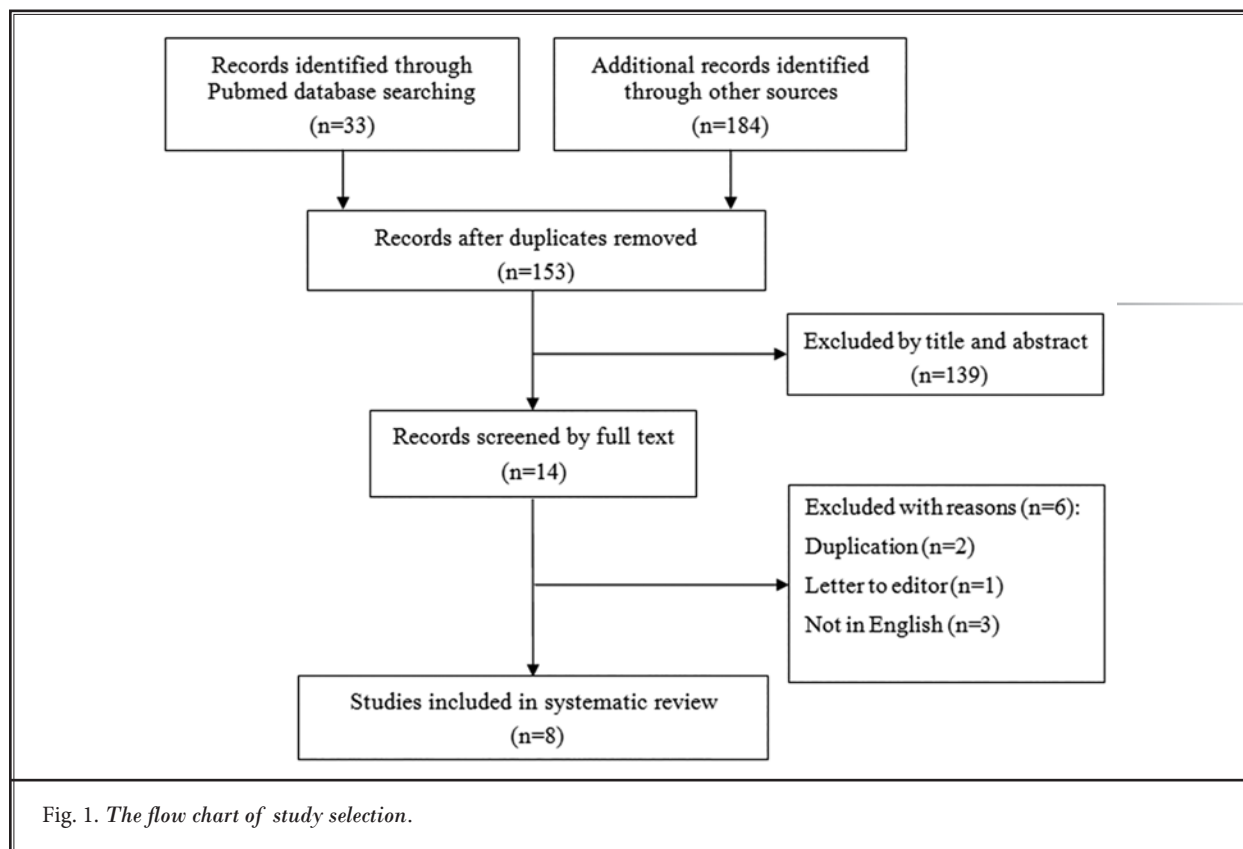 Records identified through
Pubmed database searching
(n=33)
Additional records identified
through other sources
(n=184)
Records after duplicates removed
(n=153)
Excluded by title and abstract
(n=139)
Records screened by full text
(n=14)
Excluded with reasons (n=6):
Duplication (n=2)
Letter to editor (n=1)
Not in English (n=3)
Studies included in systematic review
(n=8)
Fig. 1. The flow chart of study selection.